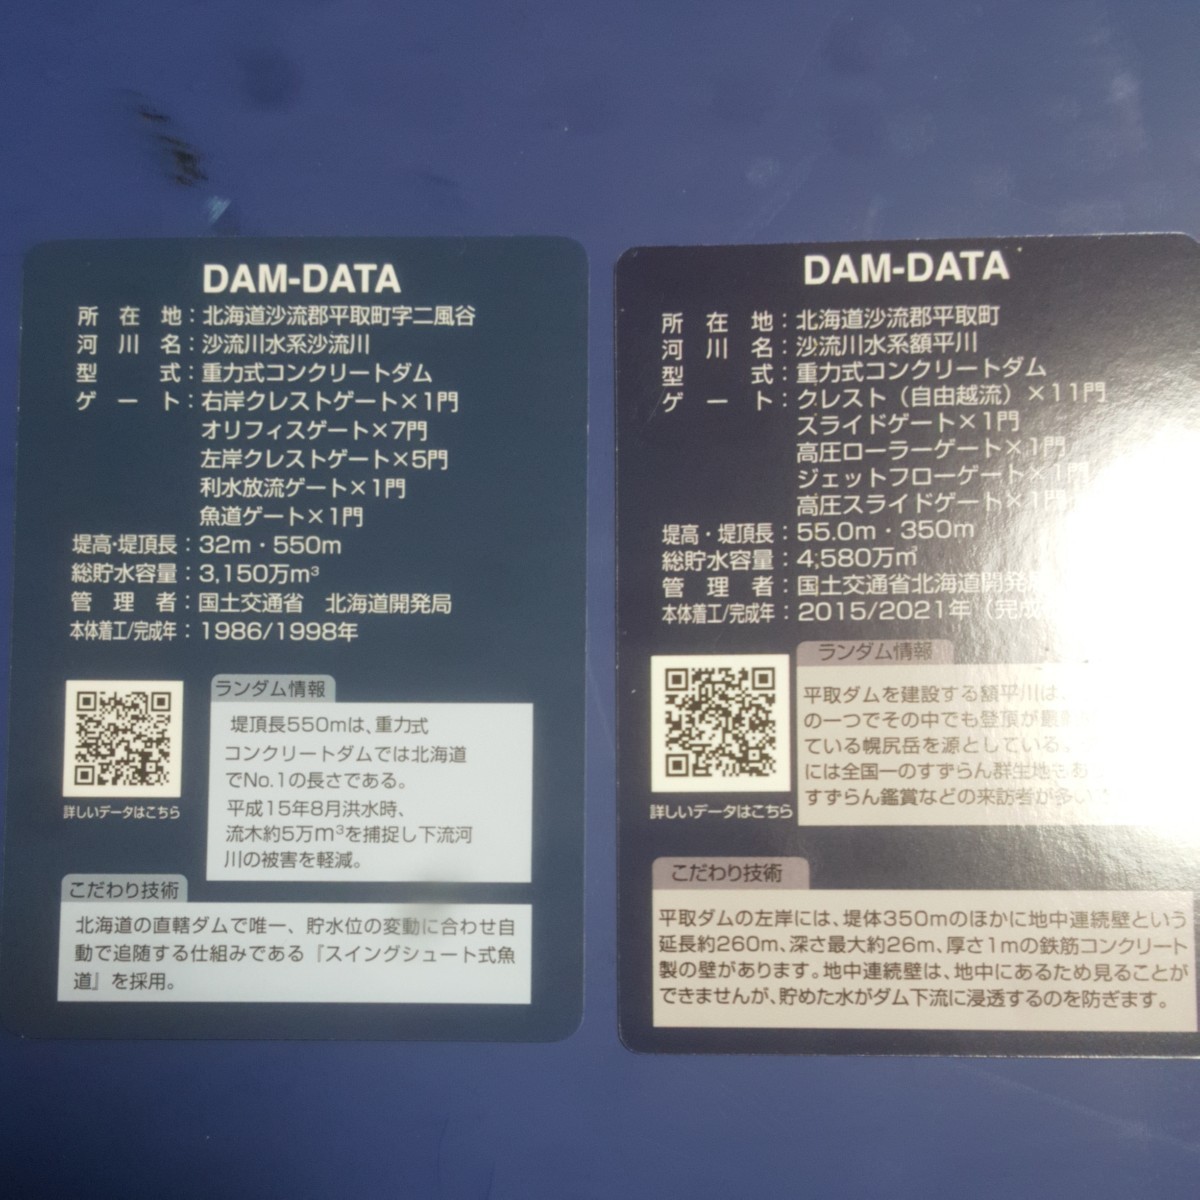 DAM-DATA
所在地：北海道沙流郡平取町字二風谷
河川名：沙流川水系沙流川
型式：重力式コンクリートダム
ゲート：右岸クレストゲート×1門
オリフィスゲート×7門
左岸クレストゲート×5門
利水放流ゲート×1門
魚道ゲート×1門
堤高・堤頂長：32m・550m
総貯水容量：3,150万m³
管理者：国土交通省 北海道開発局
本体着工/完成年：1986/1998年
詳しいデータはこちら
ランダム情報
堤頂長550mは、重力式
コンクリートダムでは北海道
でNo.1の長さである。
平成15年8月洪水時、
流木約5万m³を捕捉し下流河
川の被害を軽減。
こだわり技術
北海道の直轄ダムで唯一、貯水位の変動に合わせ自
動で追随する仕組みである『スイングシュート式魚
道』を採用。
DAM-DATA
所在地：北海道沙流郡平取町
河川名：沙流川水系額平川
型式：重力式コンクリートダム
ゲート：クレスト（自由越流）×11門
スライドゲート×1門
高圧ローラーゲート×1門
ジェットフローゲート×1門
高圧スライドゲート×1門
堤高・堤頂長：55.0m・350m
総貯水容量：4,580万㎥
管理者：国土交通省北海道開発
本体着工/完成年：2015/2021年（完成
詳しいデータはこちら
ランダム情報
平取ダムを建設する額平川は、
の一つでその中でも登頂が
ている幌尻岳を源としている。
には全国一のすずらん群生地も
すずらん鑑賞などの来訪者が多い
こだわり技術
平取ダムの左岸には、堤体350mのほかに地中連続壁という
延長約260m、深さ最大約26m、厚さ1mの鉄筋コンクリート
製の壁があります。地中連続壁は、地中にあるため見ることが
できませんが、貯めた水がダム下流に浸透するのを防ぎます。